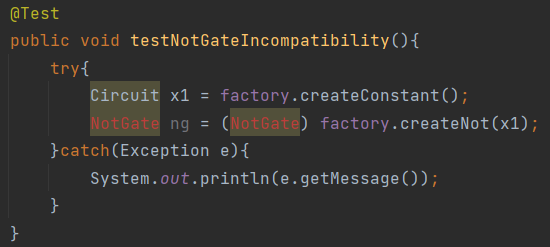 @Test
public void testNotGateIncompatibility(){
    try{
        Circuit x1 = factory.createConstant();
        NotGate ng = (NotGate) factory.createNot(x1);
    }catch(Exception e){
        System.out.println(e.getMessage());
    }
}